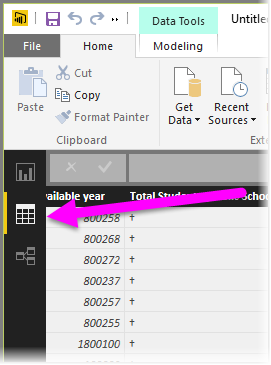 Data Tools
Untitle
File
Home
Modeling
Paste
Cut
Copy
Format Painter
Get
Data
Recent
Sources
E
Clipboard
vailable year
Total Stude
Schoo
800258 †
800268 †
800272 †
800237 †
800257 †
800255 †
1800100 †